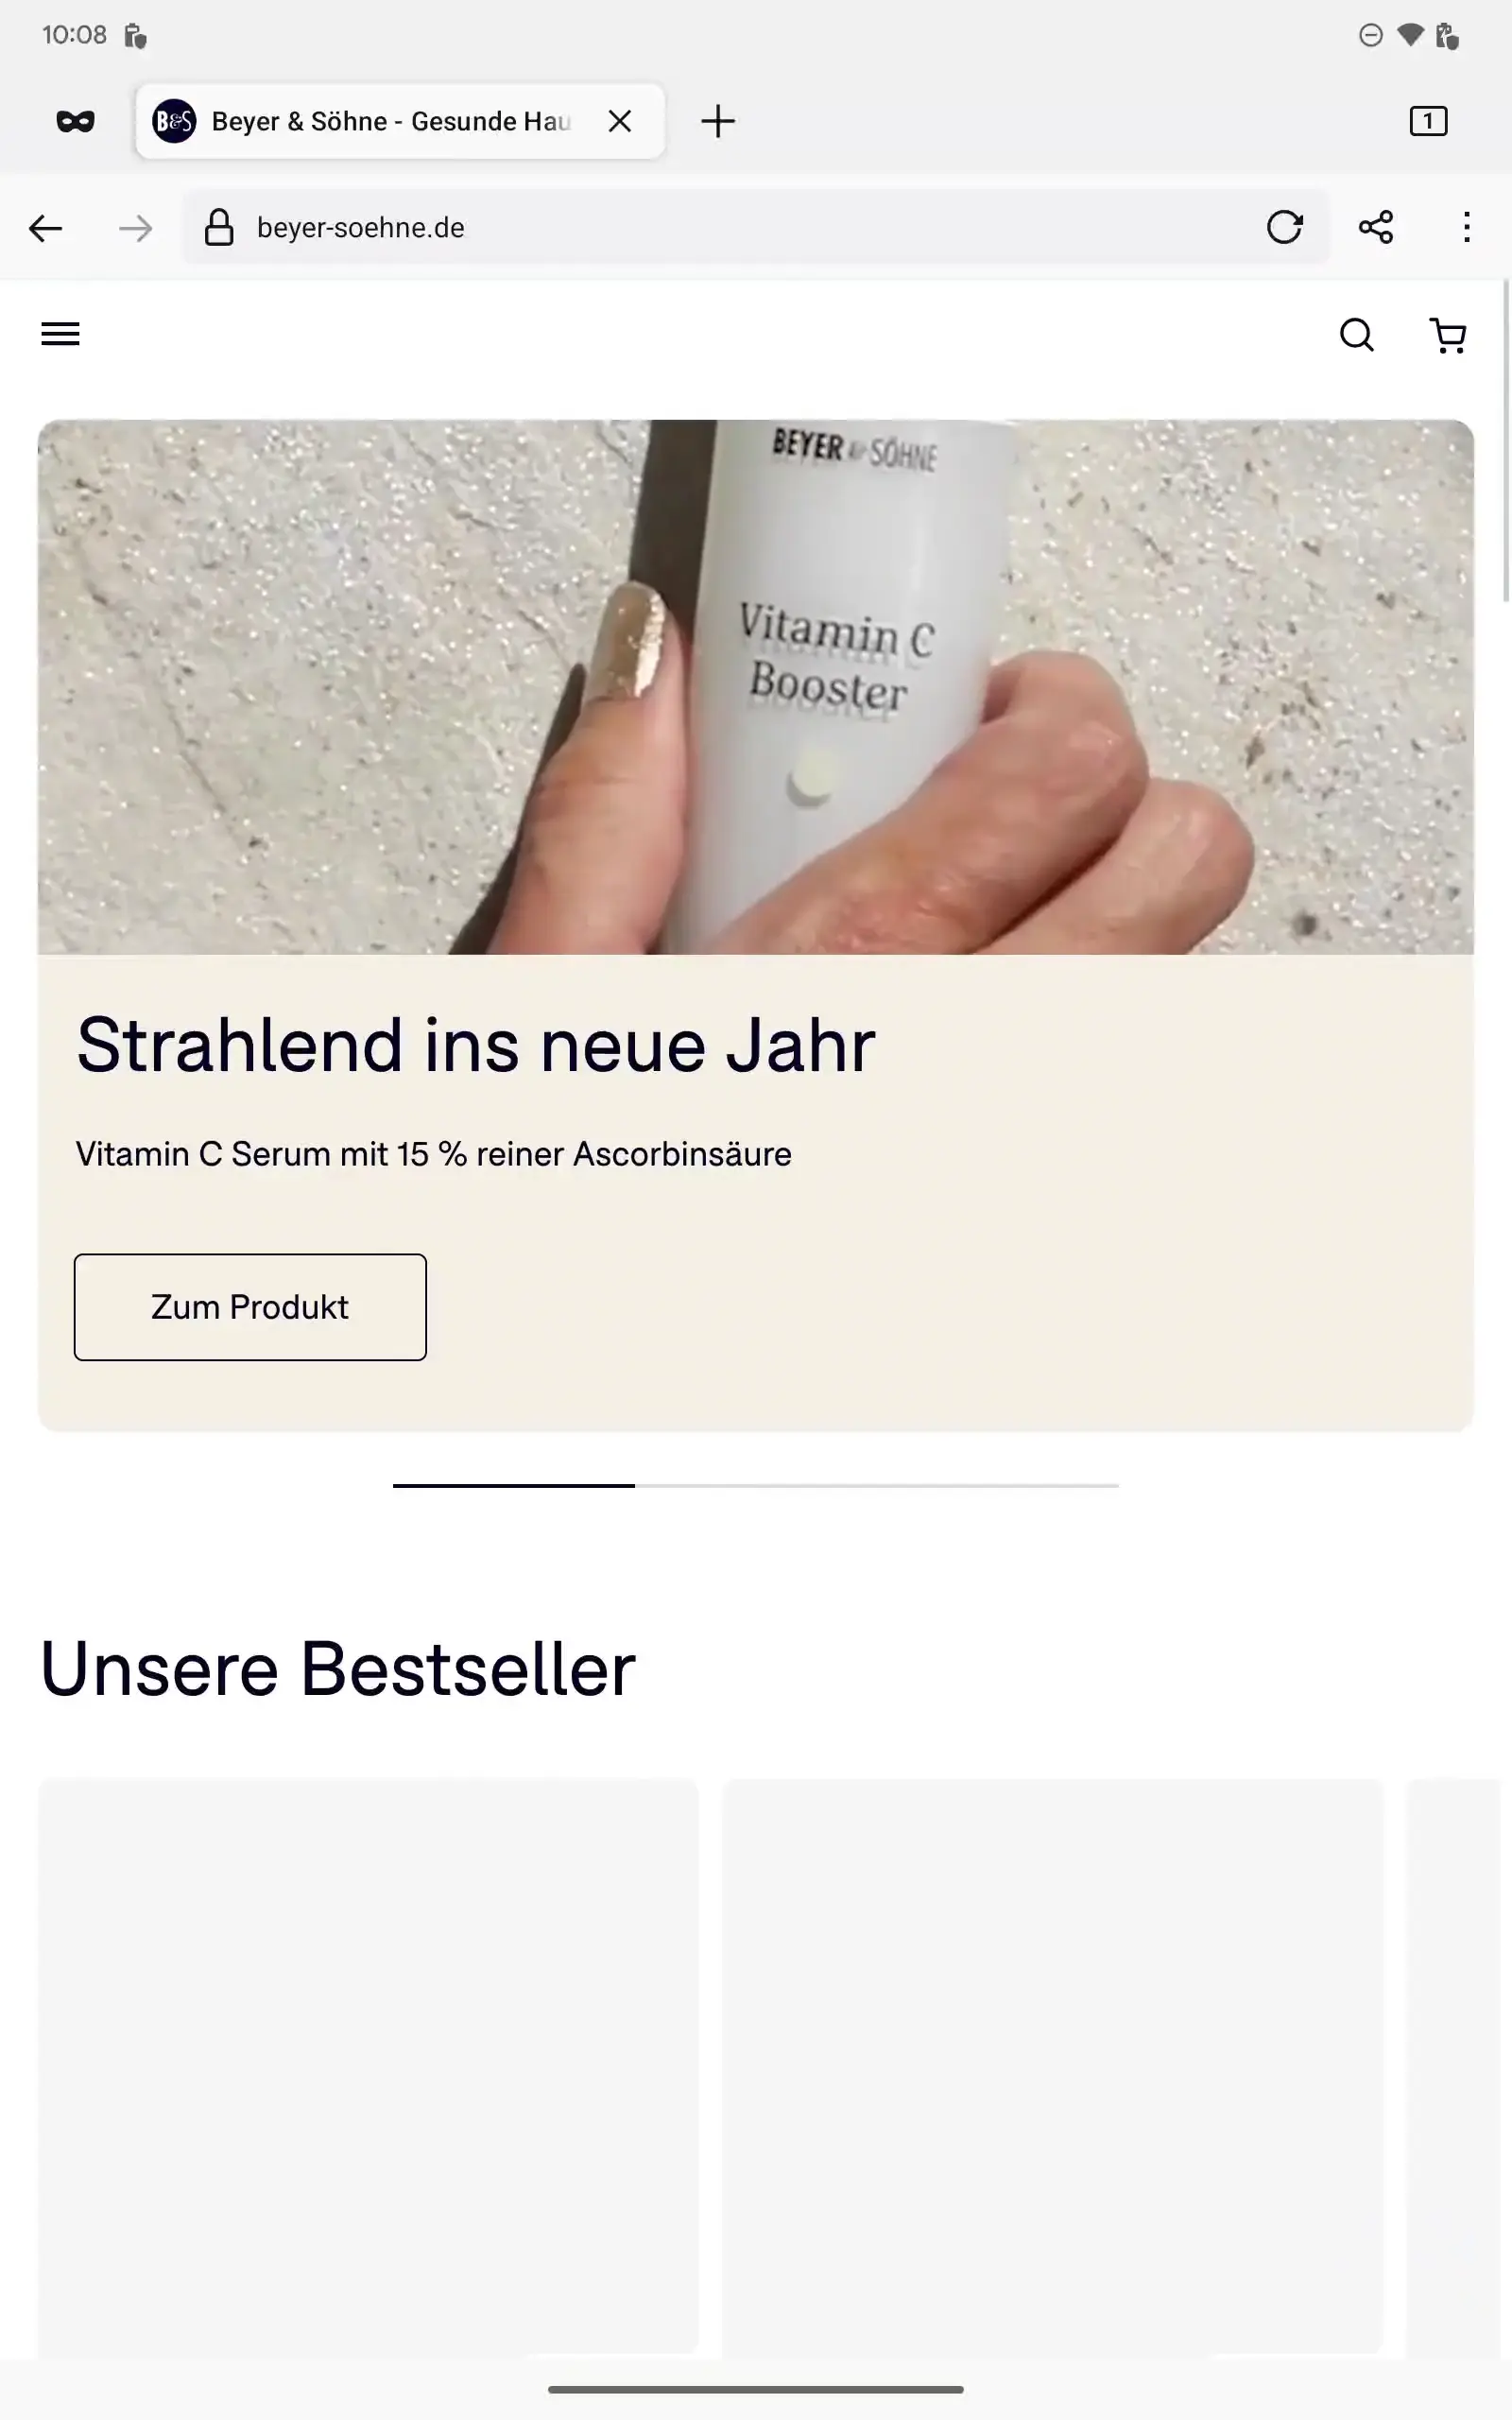 10:08
B&S Beyer & Söhne - Gesunde Hau
1
beyer-soehne.de
BEYER & SÖHNE
Vitamin C
Booster
Strahlend ins neue Jahr
Vitamin C Serum mit 15 % reiner Ascorbinsäure
Zum Produkt
Unsere Bestseller